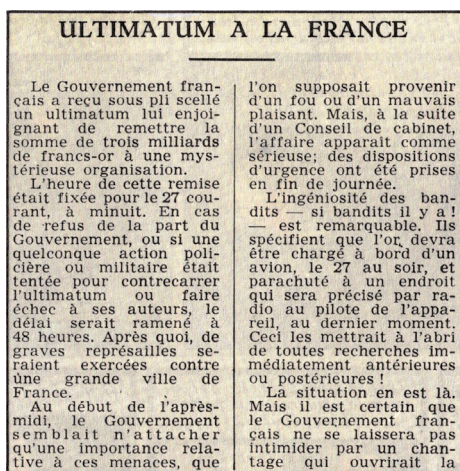 ULTIMATUM A LA FRANCE
Le Gouvernement fran-
çais a reçu sous pli scellé
un ultimatum lui enjoi-
gnant de remettre la
somme de trois milliards
de francs-or à une mys-
térieuse organisation.
L'heure de cette remise
était fixée pour le 27 cou-
rant, à minuit. En cas
de refus de la part du
Gouvernement, ou si une
quelconque action poli-
cière ou militaire était
tentée pour contrecarrer
l'ultimatum ou faire
échec à ses auteurs, le
délai serait ramené à
48 heures. Après quoi, de
graves représailles se-
raient exercées contre
une grande ville de
France.
Au début de l'après-
midi, le Gouvernement
semblait n'attacher
qu'une importance rela-
tive à ces menaces, que
l'on supposait provenir
d'un fou ou d'un mauvais
plaisant. Mais, à la suite
d'un Conseil de cabinet,
l'affaire apparaît comme
sérieuse; des dispositions
d'urgence ont été prises
en fin de journée.
L'ingéniosité des ban-
dits — si bandits il y a !
— est remarquable. Ils
spécifient que l'or devra
être chargé à bord d'un
avion, le 27 au soir, et
parachuté à un endroit
qui sera précisé par ra-
dio au pilote de l'appa-
reil, au dernier moment.
Ceci les mettrait à l'abri
de toutes recherches im-
médiatement antérieures
ou postérieures !
La situation en est là.
Mais il est certain que
le Gouvernement fran-
çais ne se laissera pas
intimider par un chan-
tage qui ouvrirait la